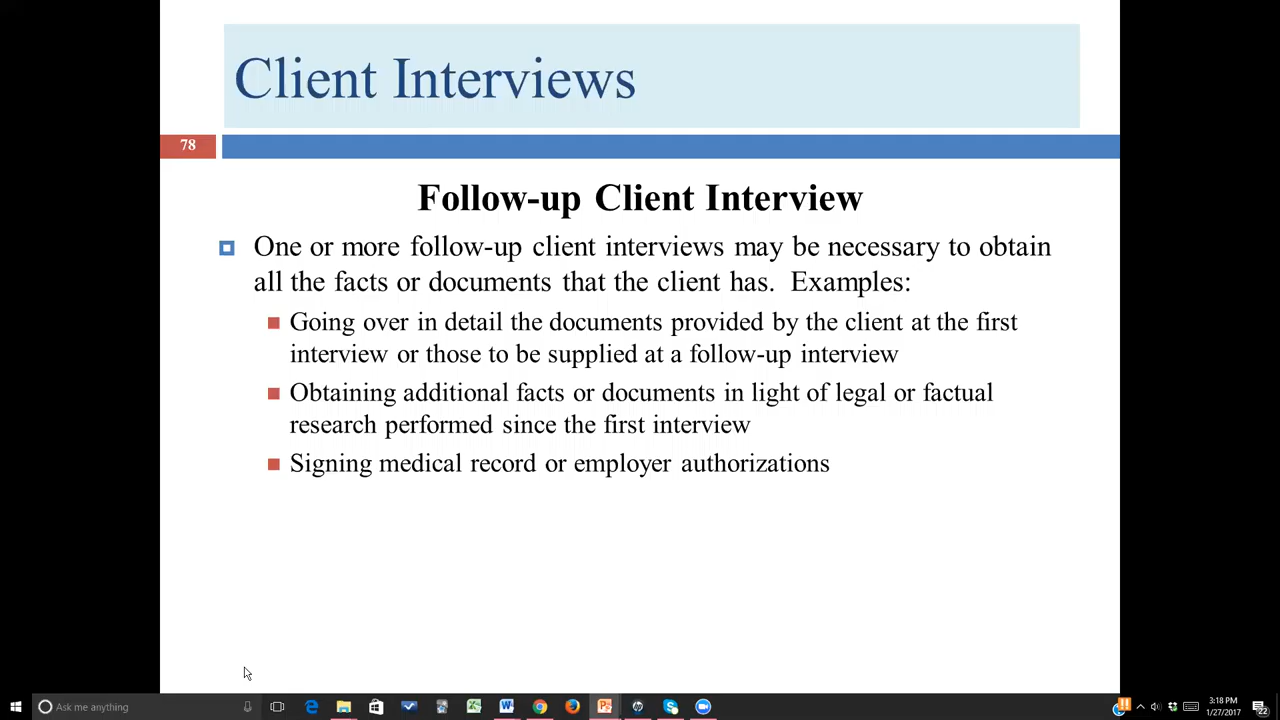 Client Interviews
78
Follow-up Client Interview
One or more follow-up client interviews may be necessary to obtain
all the facts or documents that the client has.  Examples:
Going over in detail the documents provided by the client at the first
interview or those to be supplied at a follow-up interview
Obtaining additional facts or documents in light of legal or factual
research performed since the first interview
Signing medical record or employer authorizations
Ask me anything
3:18 PM
1/27/2017
22